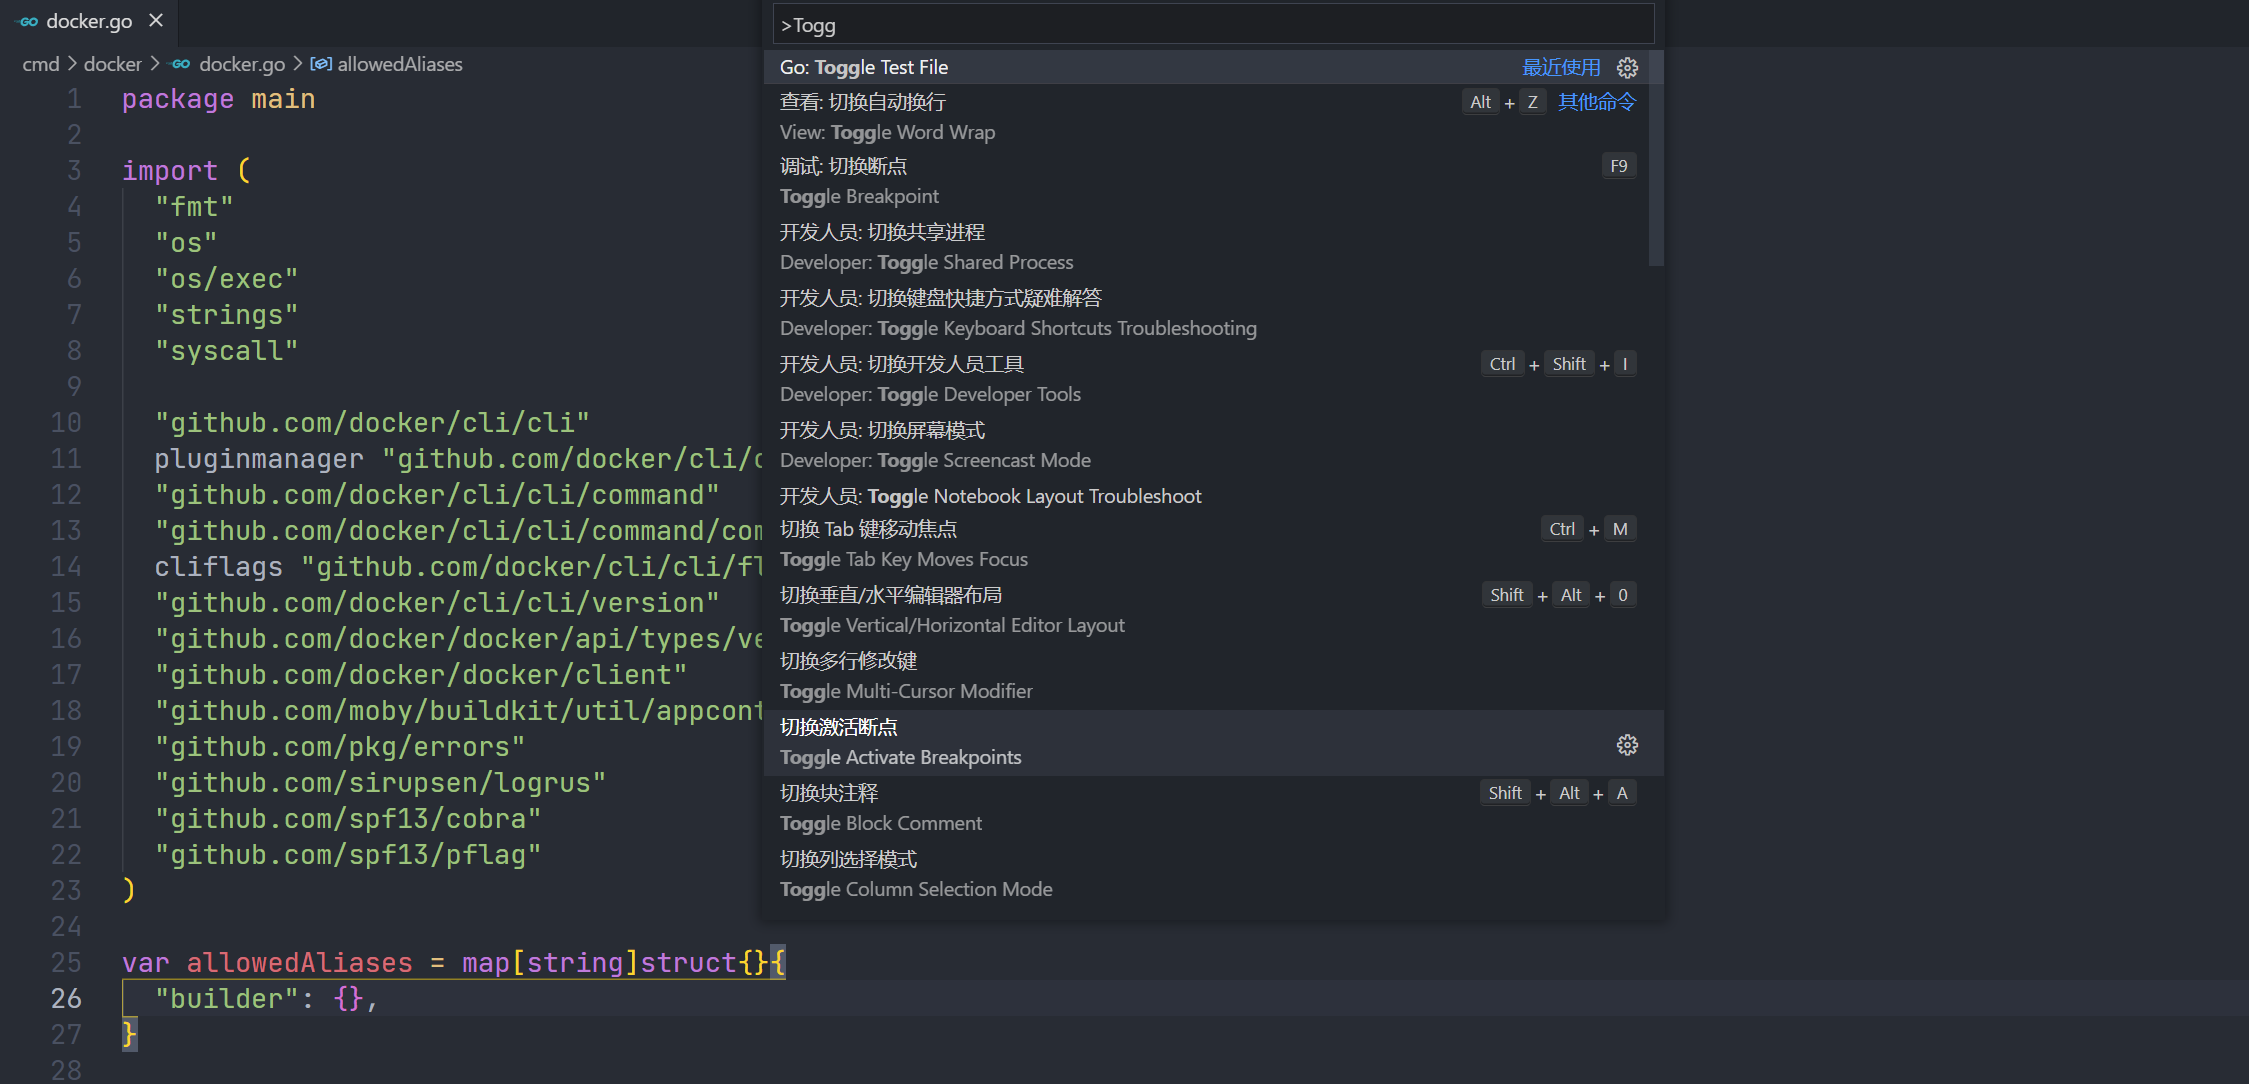 docker.go
>Togg
cmd > docker > docker.go > allowedAliases
Go: Toggle Test File 最近使用
查看: 切换自动换行 Alt + Z 其他命令
View: Toggle Word Wrap
调试: 切换断点 F9
Toggle Breakpoint
开发人员: 切换共享进程
Developer: Toggle Shared Process
开发人员: 切换键盘快捷方式疑难解答
Developer: Toggle Keyboard Shortcuts Troubleshooting
开发人员: 切换开发人员工具 Ctrl + Shift + I
Developer: Toggle Developer Tools
开发人员: 切换屏幕模式
Developer: Toggle Screencast Mode
开发人员: Toggle Notebook Layout Troubleshoot
切换 Tab 键移动焦点 Ctrl + M
Toggle Tab Key Moves Focus
切换垂直/水平编辑器布局 Shift + Alt + 0
Toggle Vertical/Horizontal Editor Layout
切换多行修改键
Toggle Multi-Cursor Modifier
切换激活断点
Toggle Activate Breakpoints
切换块注释 Shift + Alt + A
Toggle Block Comment
切换列选择模式
Toggle Column Selection Mode
1 package main
2
3 import (
4 "fmt"
5 "os"
6 "os/exec"
7 "strings"
8 "syscall"
9
10 "github.com/docker/cli/cli"
11 pluginmanager "github.com/docker/cli/c
12 "github.com/docker/cli/cli/command"
13 "github.com/docker/cli/cli/command/com
14 cliflags "github.com/docker/cli/cli/fl
15 "github.com/docker/cli/cli/version"
16 "github.com/docker/docker/api/types/ve
17 "github.com/docker/docker/client"
18 "github.com/moby/buildkit/util/appcont
19 "github.com/pkg/errors"
20 "github.com/sirupsen/logrus"
21 "github.com/spf13/cobra"
22 "github.com/spf13/pflag"
23 )
24
25 var allowedAliases = map[string]struct{}{
26 "builder": {},
27 }
28